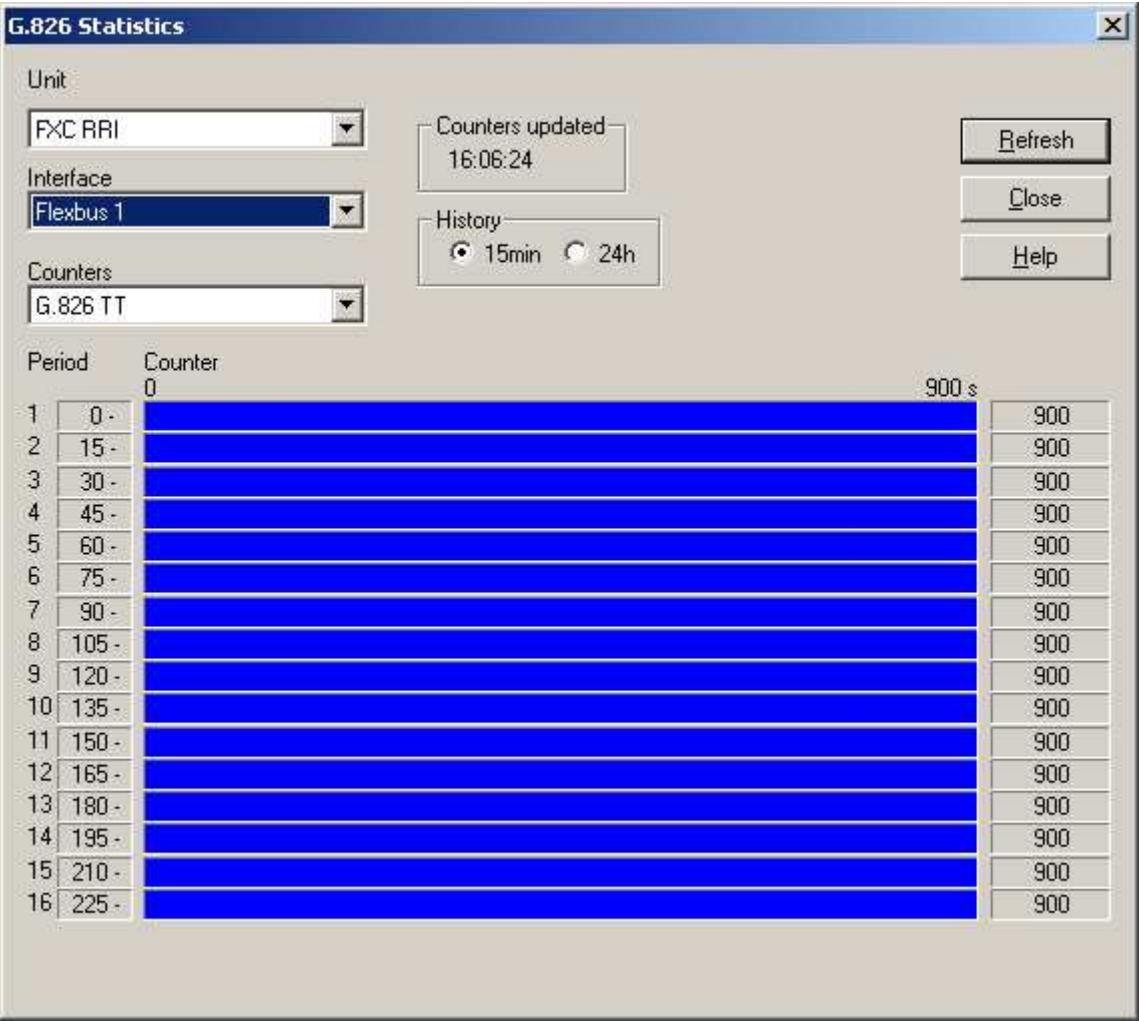 G.826 Statistics
Unit
FXC RRI
Interface
Flexbus 1
Counters
G.826 TT
Counters updated
16:06:24
History
15min 24h
Refresh
Close
Help
Period Counter
0 900 s
1 0 - 900
2 15 - 900
3 30 - 900
4 45 - 900
5 60 - 900
6 75 - 900
7 90 - 900
8 105 - 900
9 120 - 900
10 135 - 900
11 150 - 900
12 165 - 900
13 180 - 900
14 195 - 900
15 210 - 900
16 225 - 900